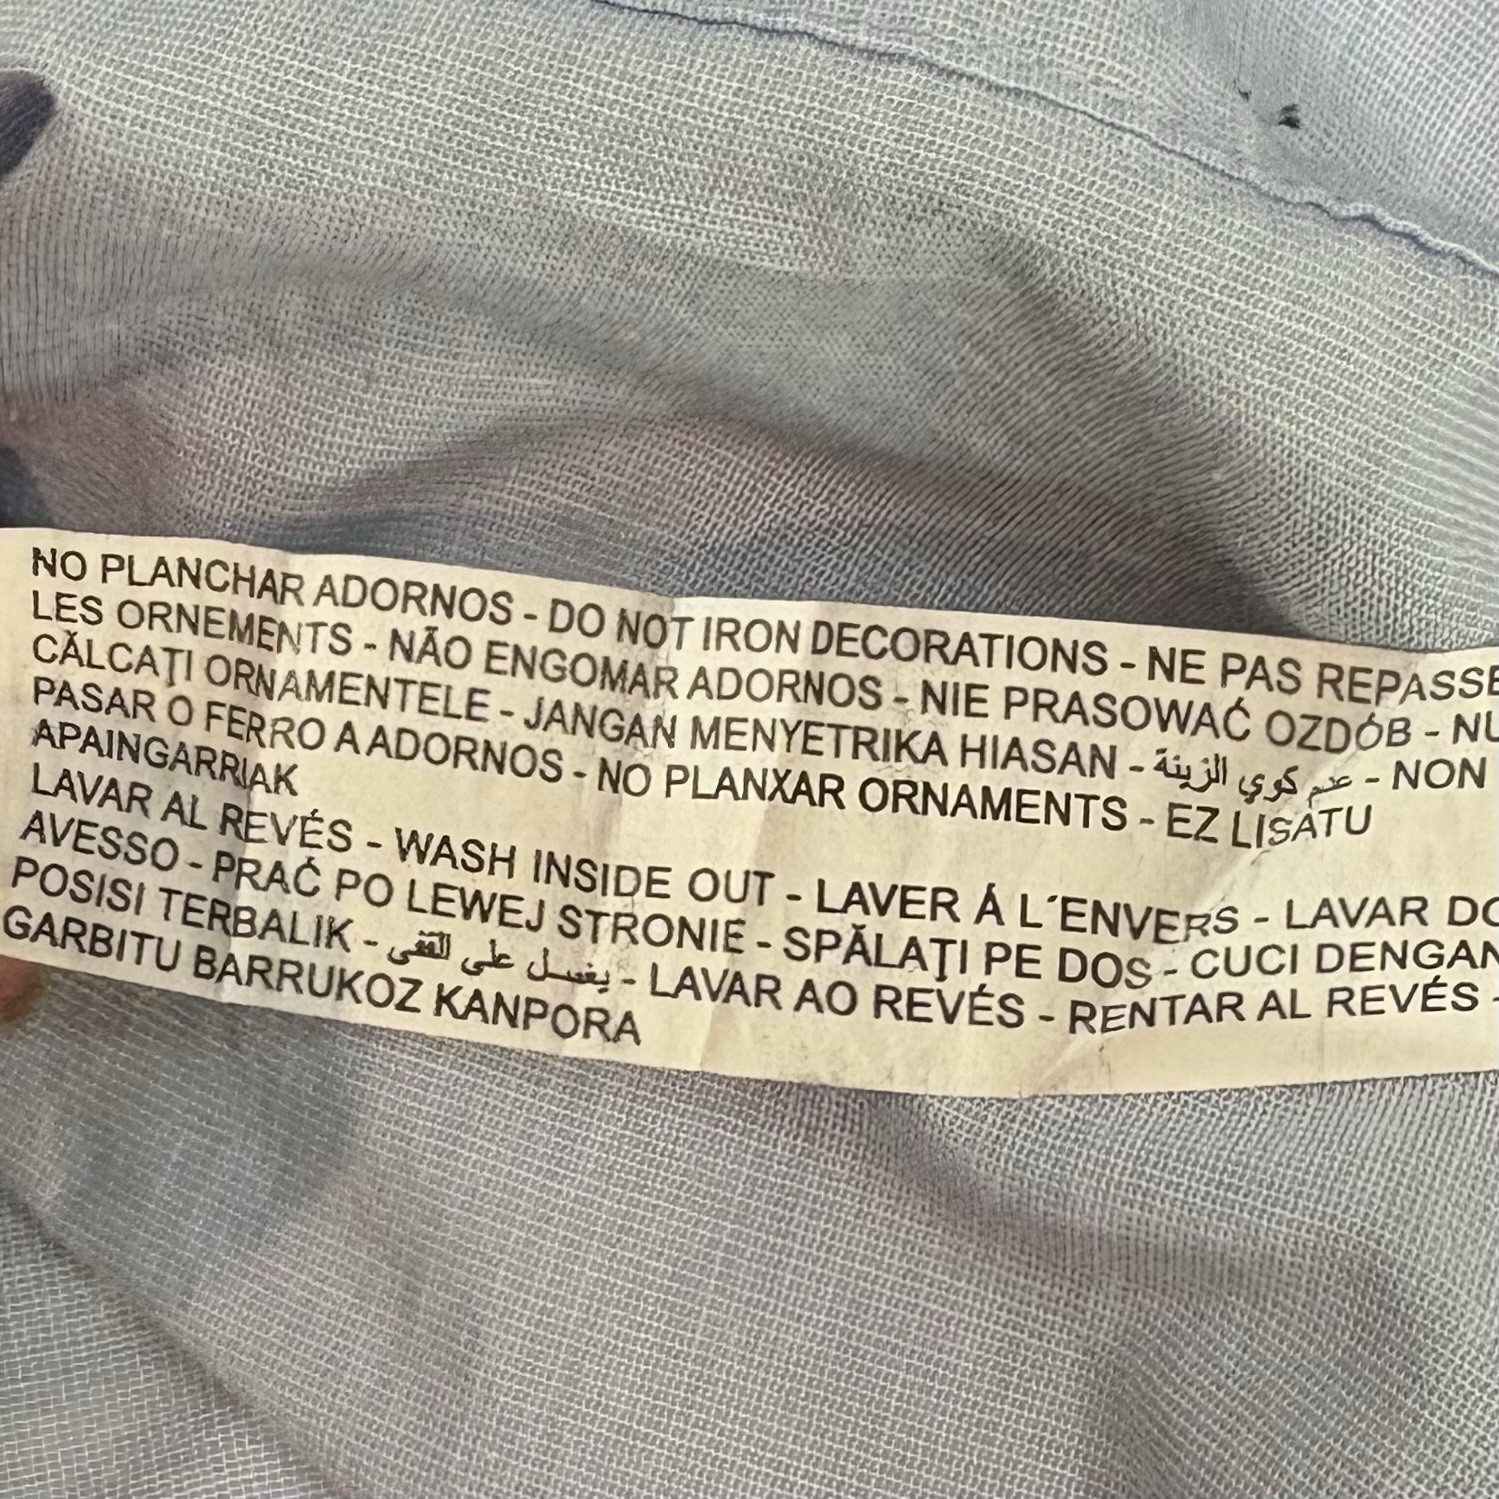 NO PLANCHAR ADORNOS - DO NOT IRON DECORATIONS - NE PAS REPASSE
LES ORNEMENTS - NÃO ENGOMAR ADORNOS - NIE PRASOWAĆ OZDÓB - NU
CĂLCAȚI ORNAMENTELE - JANGAN MENYETRIKA HIASAN - عدم كوي الزينة - NON
PASAR O FERRO A ADORNOS - NO PLANXAR ORNAMENTS - EZ LISATU
APAINGARRIAK
LAVAR AL REVÉS - WASH INSIDE OUT - LAVER Á L´ENVERS - LAVAR DO
AVESSO - PRAĆ PO LEWEJ STRONIE - SPĂLAȚI PE DOS - CUCI DENGAN
POSISI TERBALIK - يغسل على القفى - LAVAR AO REVÉS - RENTAR AL REVÉS -
GARBITU BARRUKOZ KANPORA